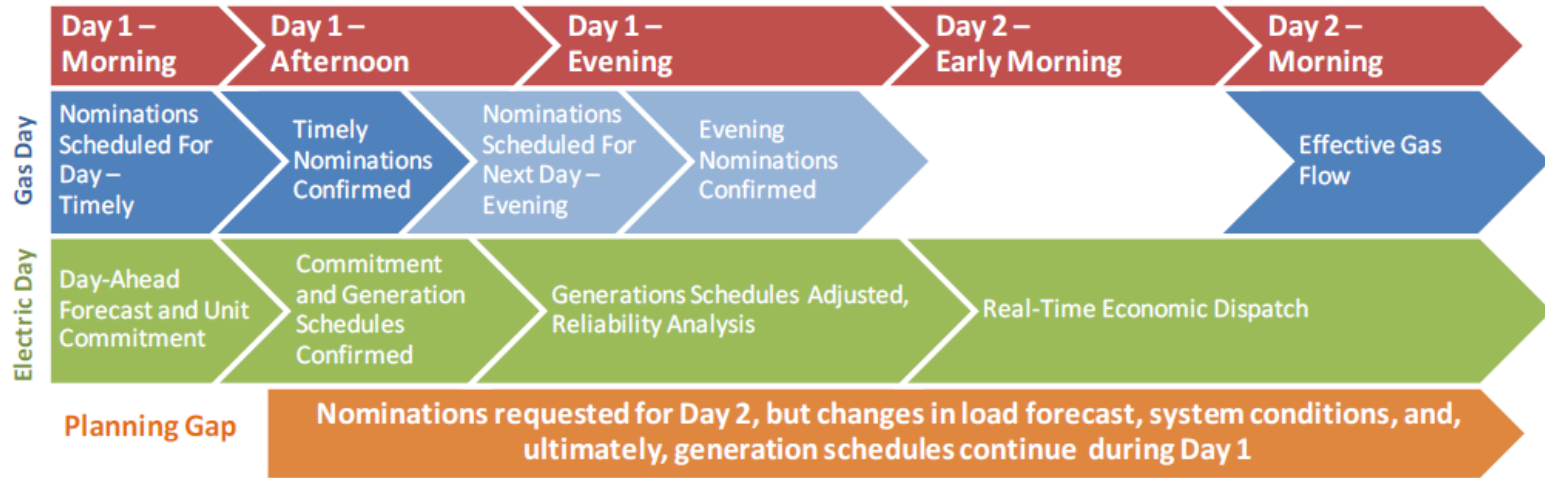 Day 1 –
Morning
Day 1 –
Afternoon
Day 1 –
Evening
Day 2 –
Early Morning
Day 2 –
Morning
Gas Day
Nominations
Scheduled For
Day –
Timely
Timely
Nominations
Confirmed
Nominations
Scheduled For
Next Day –
Evening
Evening
Nominations
Confirmed
Effective Gas
Flow
Electric Day
Day-Ahead
Forecast and Unit
Commitment
Commitment
and Generation
Schedules
Confirmed
Generations Schedules Adjusted,
Reliability Analysis
Real-Time Economic Dispatch
Planning Gap
Nominations requested for Day 2, but changes in load forecast, system conditions, and,
ultimately, generation schedules continue during Day 1